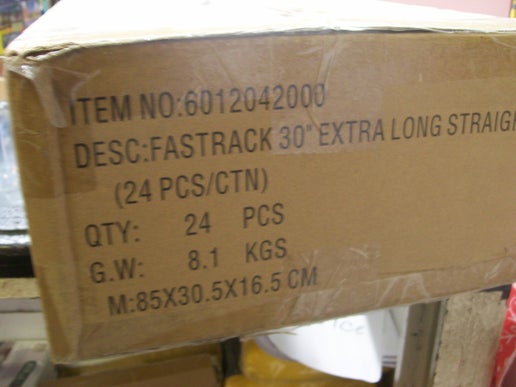 ITEM NO:6012042000
DESC:FASTRACK 30" EXTRA LONG STRAIG
(24 PCS/CTN)
QTY: 24 PCS
G.W: 8.1 KGS
M:85X30.5X16.5 CM